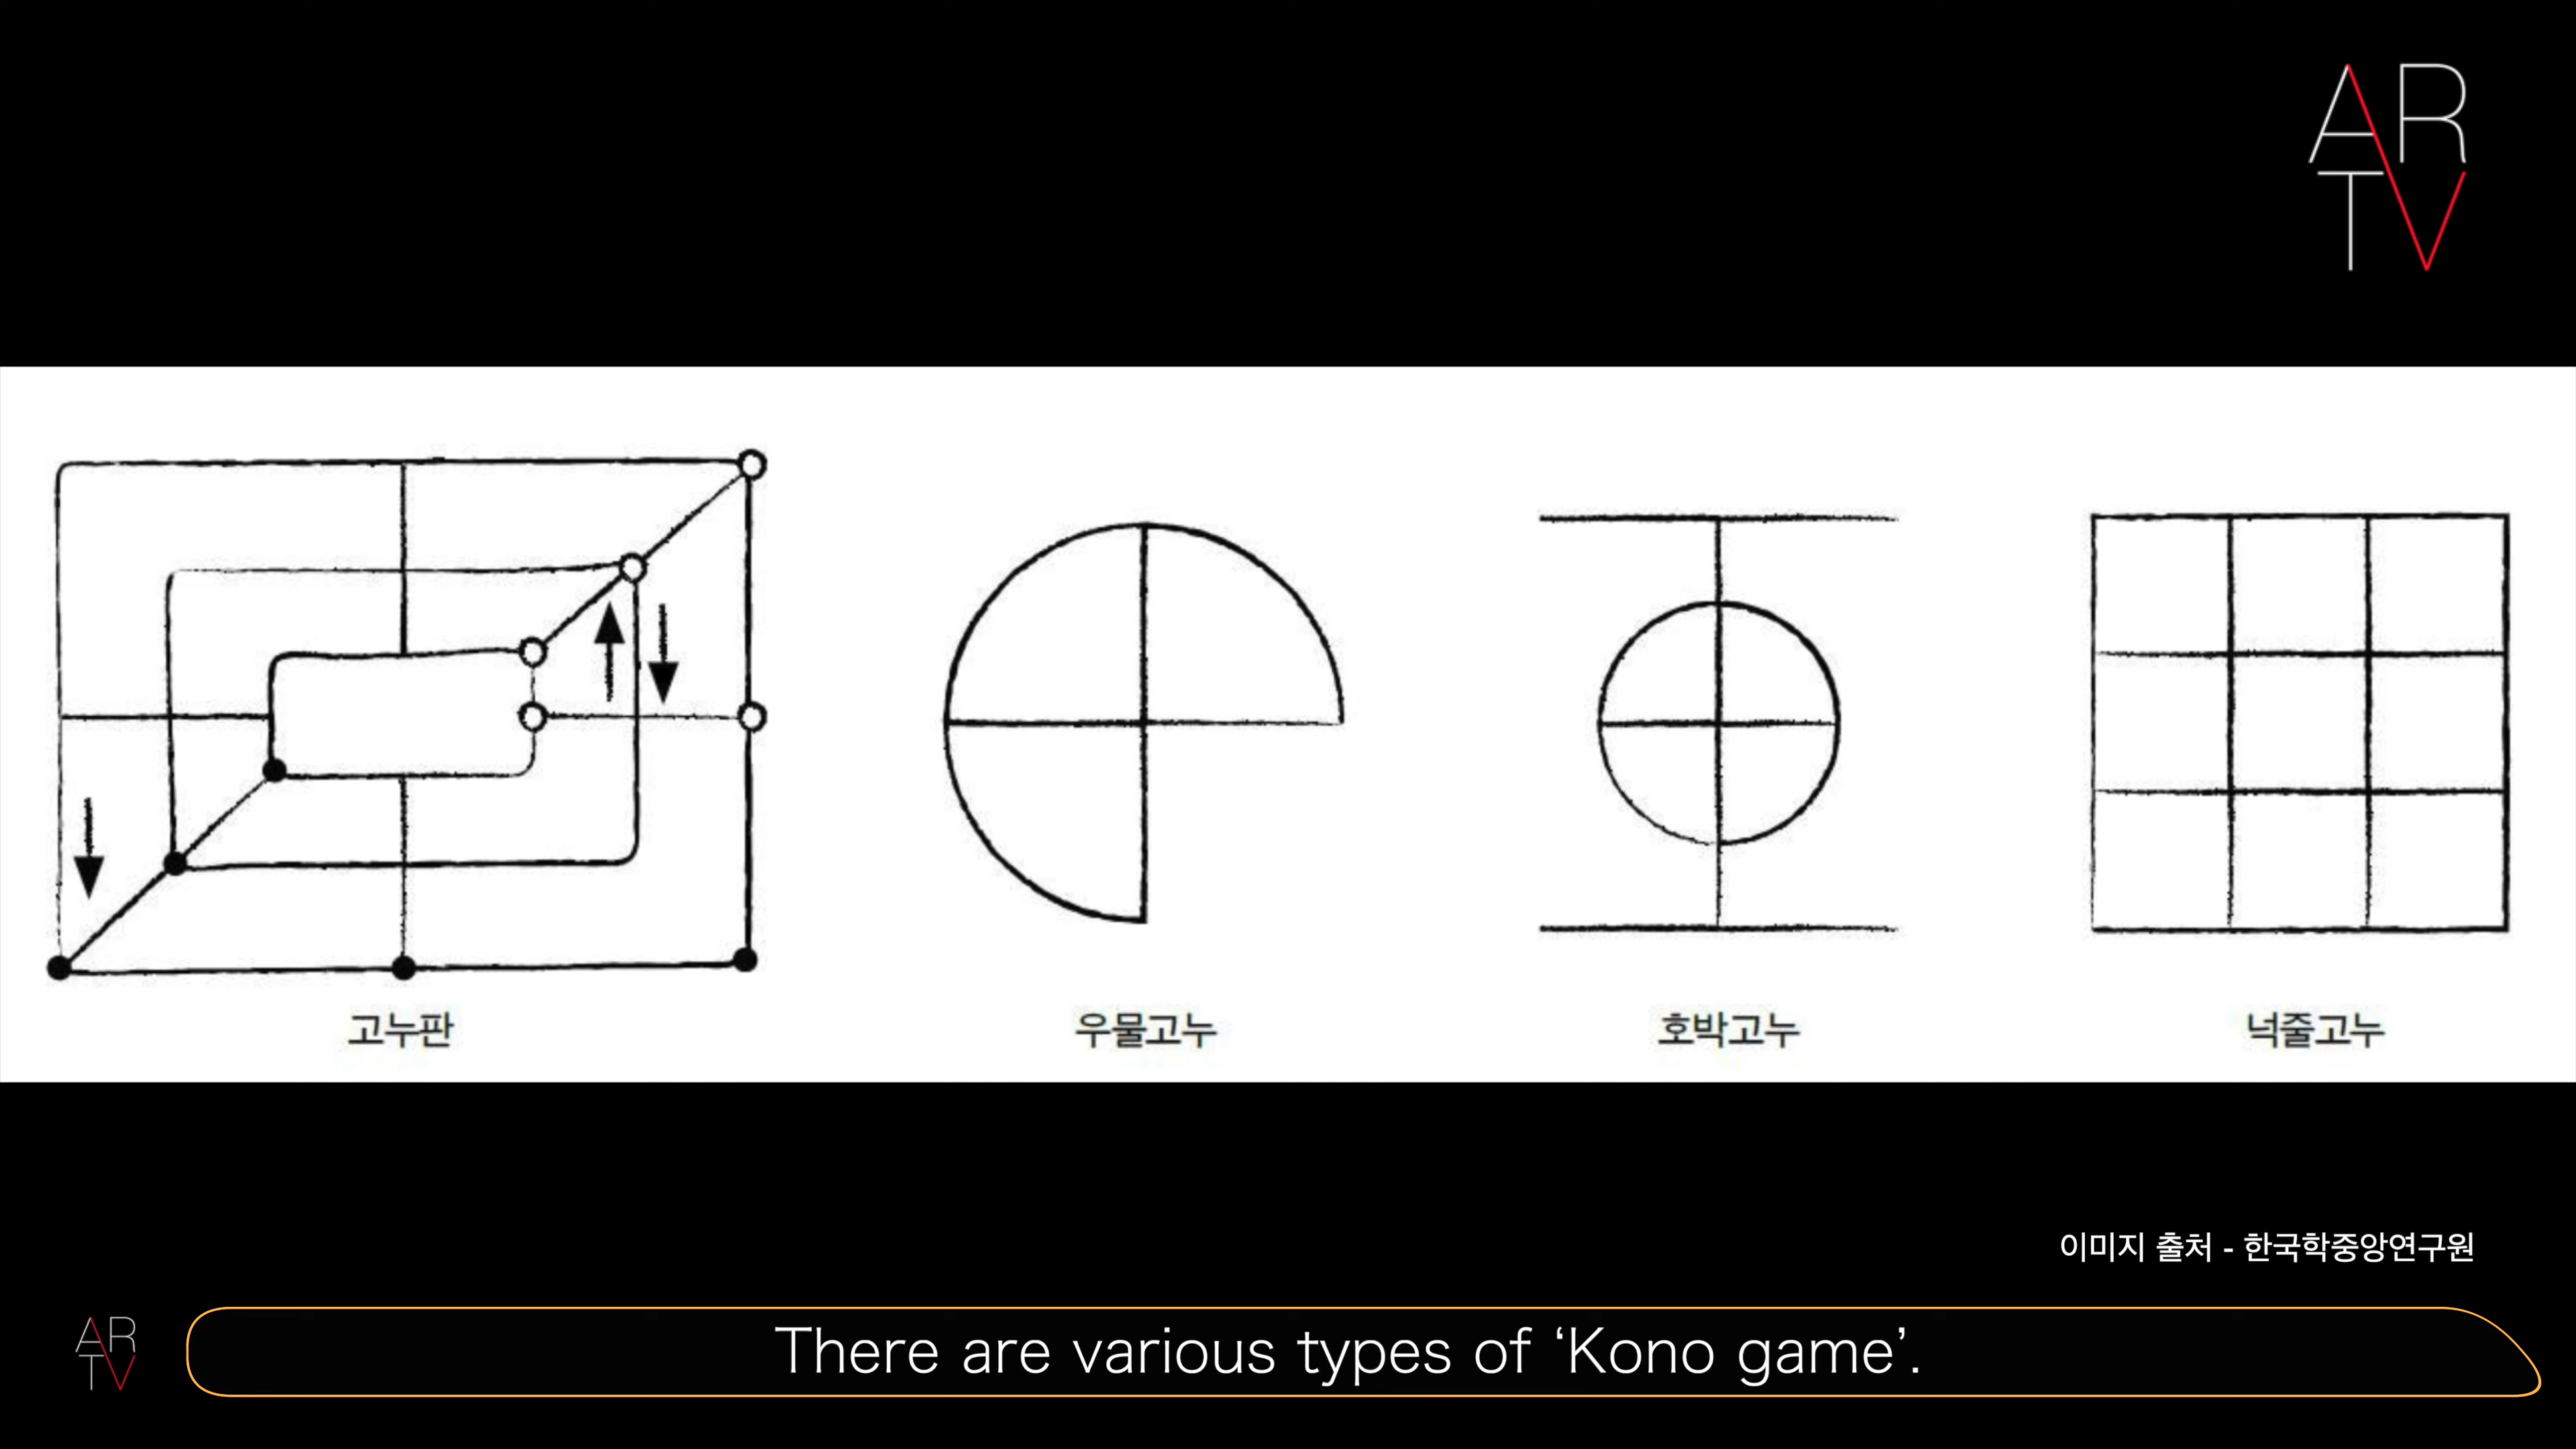 AR
TV
고누판
우물고누
호박고누
넉줄고누
이미지 출처 - 한국학중앙연구원
AR
TV
There are various types of ‘Kono game’.